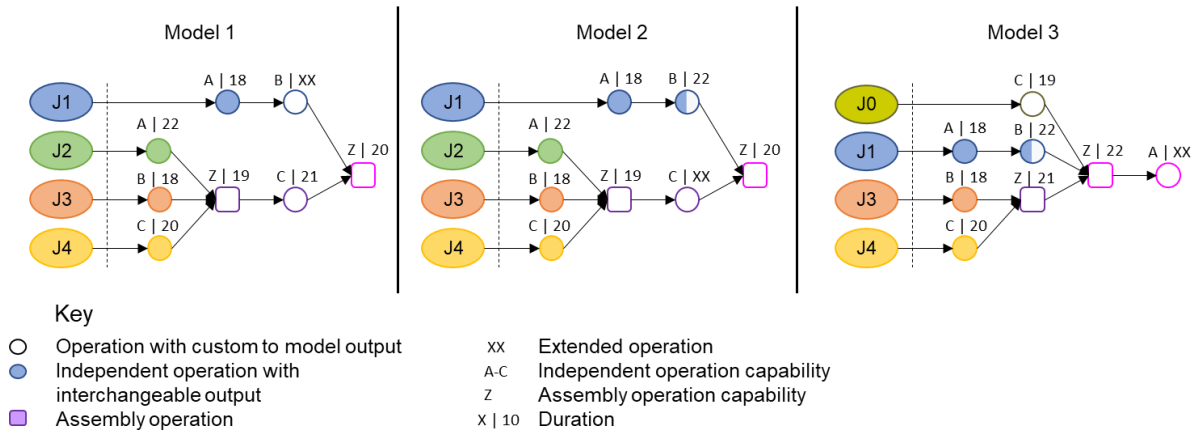 Model 1
A | 18
B | XX
J1
A | 22
J2
Z | 20
B | 18
Z | 19
C | 21
J3
C | 20
J4
Model 2
A | 18
B | 22
J1
A | 22
J2
Z | 20
B | 18
Z | 19
C | XX
J3
C | 20
J4
Model 3
C | 19
J0
A | 18
B | 22
J1
Z | 22
A | XX
B | 18
Z | 21
J3
C | 20
J4
Key
Operation with custom to model output
Independent operation with
intercheagable output
Assembly operation
XX Extended operation
A-C Independent operation capability
Z Assembly operation capability
X | 10 Duration